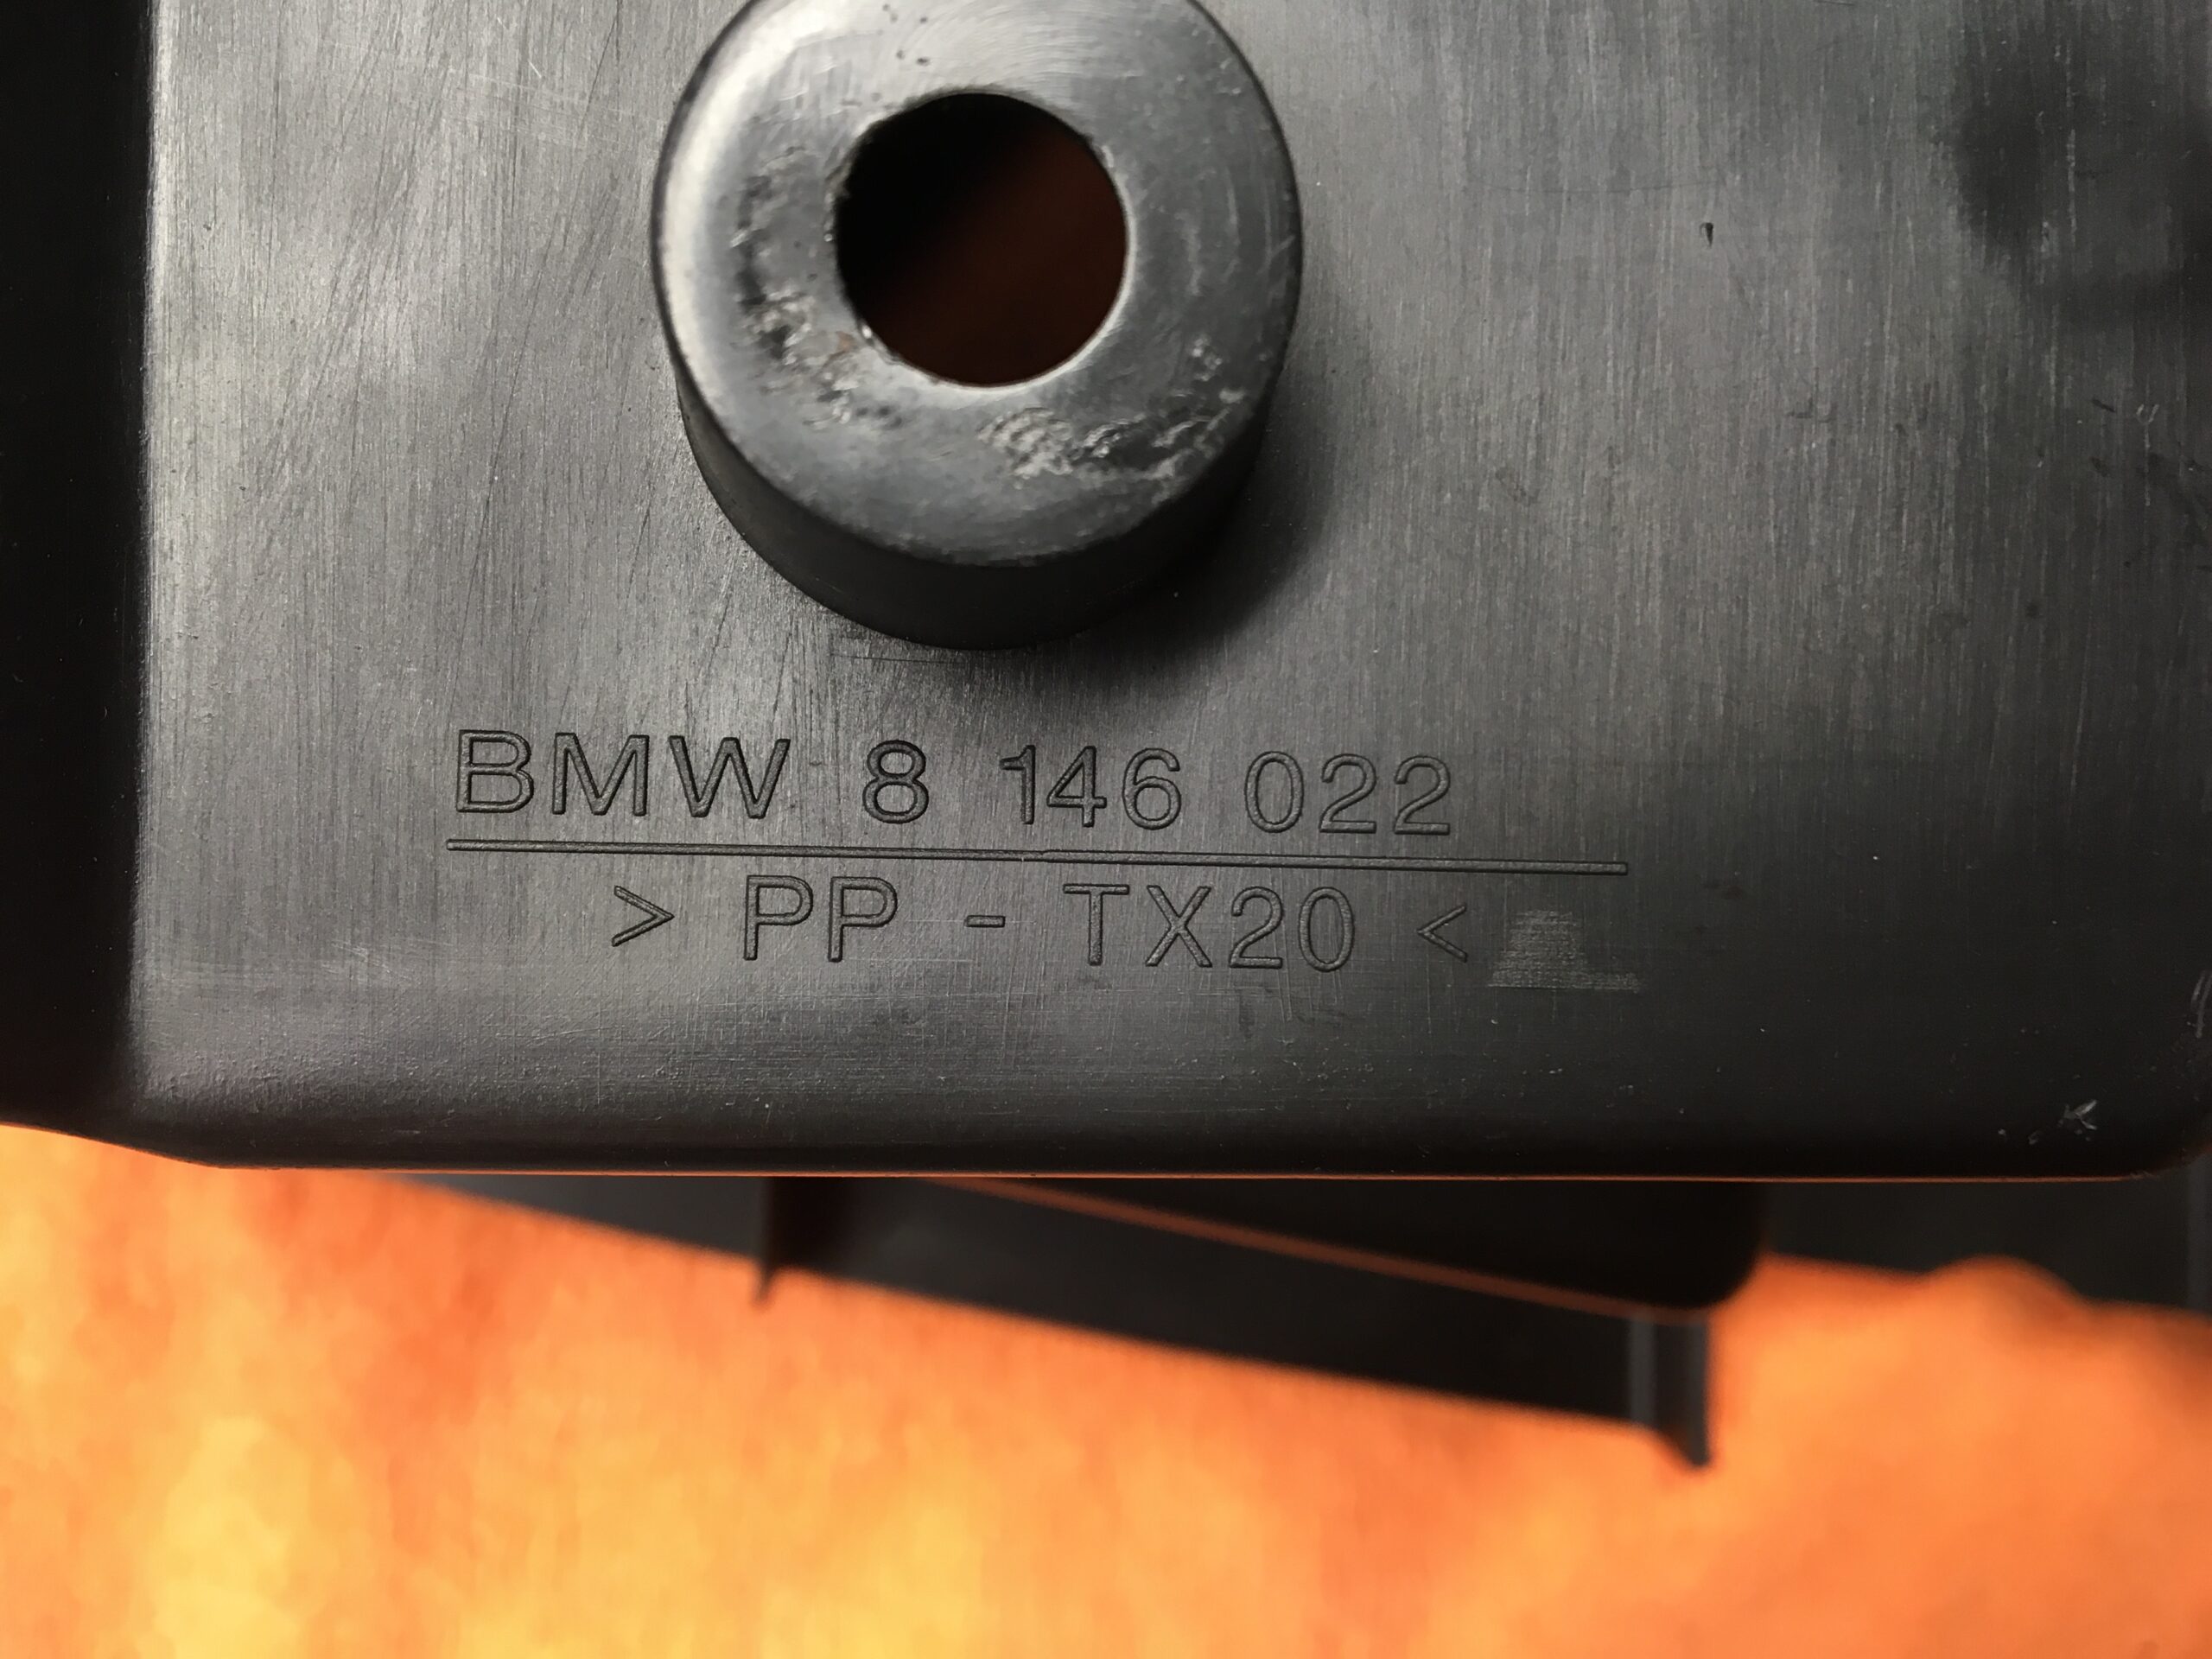 BMW 8 146 022
> PP - TX20 <